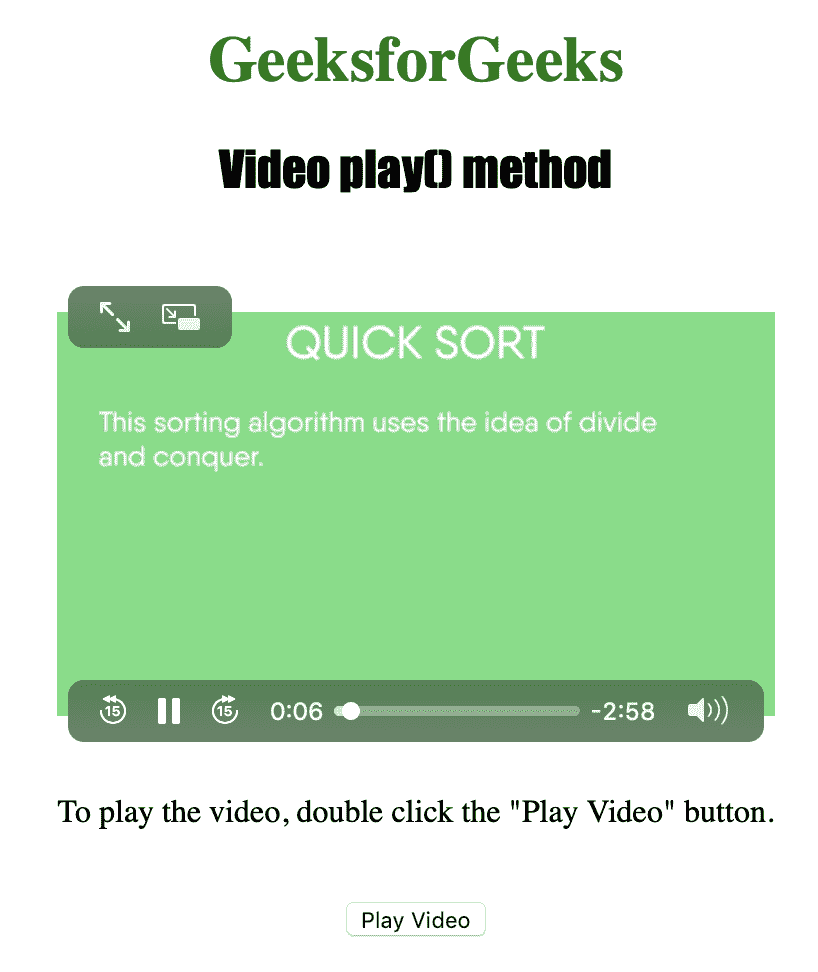 GeeksforGeeks
Video play() method
QUICK SORT
This sorting algorithm uses the idea of divide
and conquer.
15 15 0:06 -2:58
To play the video, double click the "Play Video" button.
Play Video